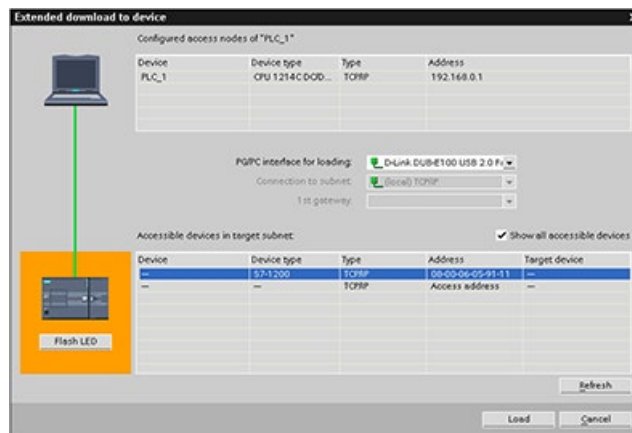 Extended download to device
Configured access nodes of "PLC_1"
Device Device type Type Address
PLC_1 CPU 1214C DC/D... TCP/IP 192.168.0.1
PG/PC interface for loading: D-Link DUB-E100 USB 2.0 Fa
Connection to subnet: (local) TCP/IP
1st gateway:
Accessible devices in target subnet: Show all accessible devices
Device Device type Type Address Target device
— S7-1200 TCP/IP 08-00-06-05-91-11 —
— — TCP/IP Access address —
Flash LED
Refresh
Load Cancel